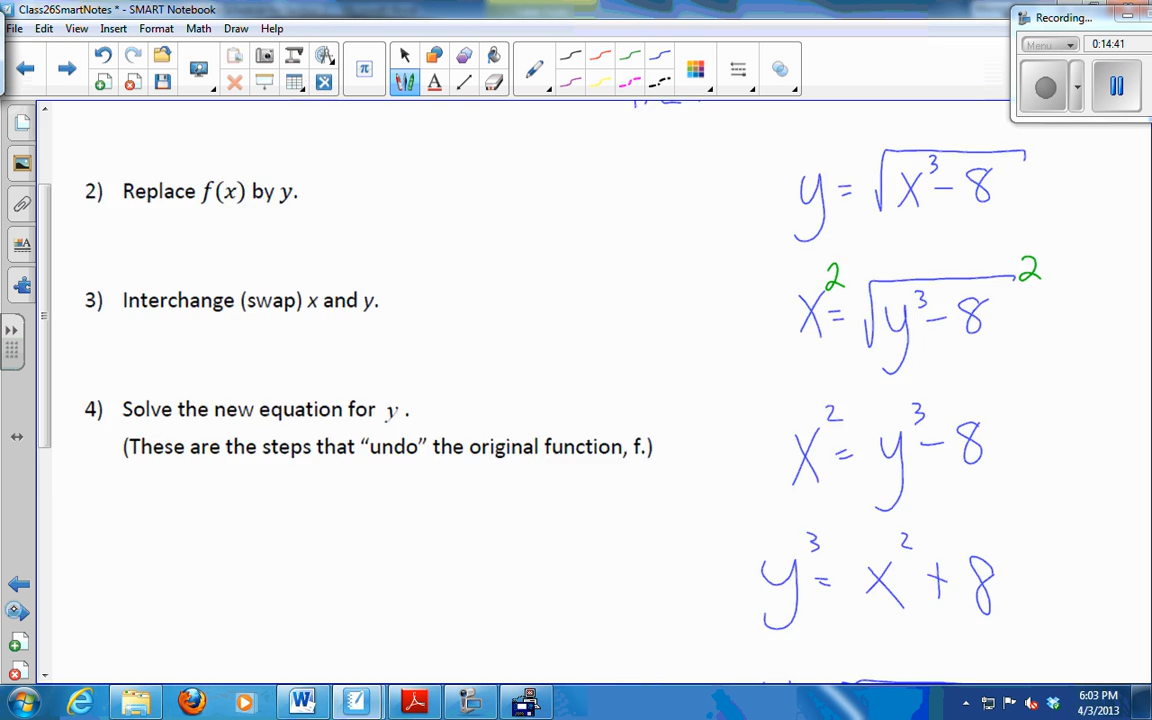 Class26SmartNotes * - SMART Notebook
Recording...
File Edit View Insert Format Math Draw Help
Menu
0:14:41
π
A
2) Replace f(x) by y.
y = √(x³ - 8)
3) Interchange (swap) x and y.
x² = √(y³ - 8)²
4) Solve the new equation for y .
(These are the steps that “undo” the original function, f.)
x² = y³ - 8
y³ = x² + 8
6:03 PM
4/3/2013